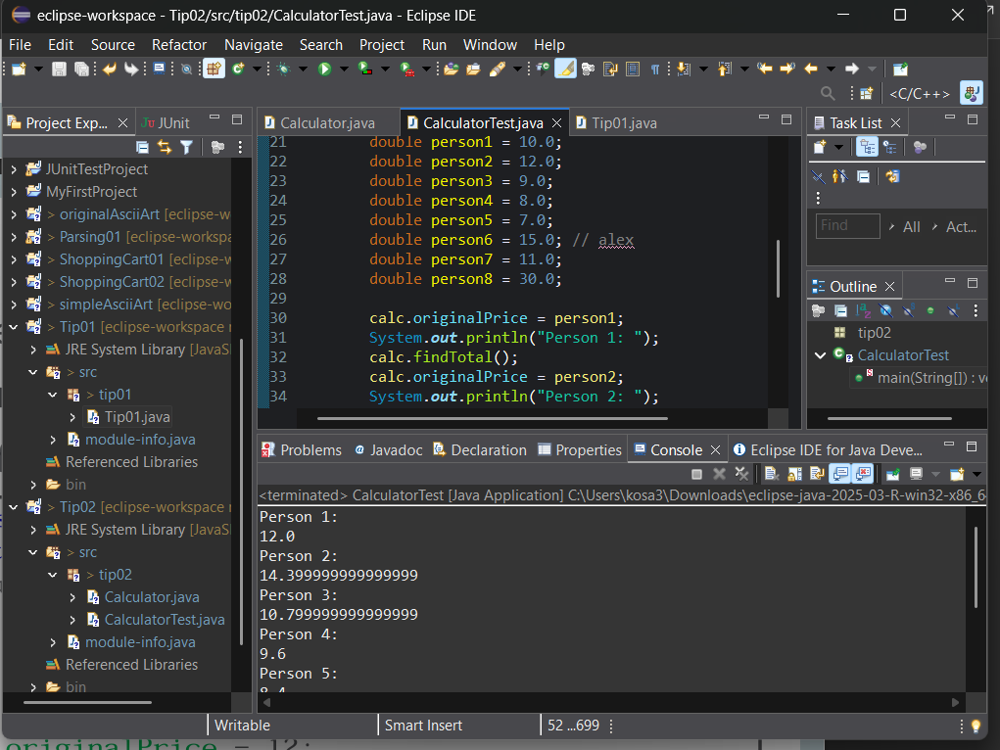 eclipse-workspace - Tip02/src/tip02/CalculatorTest.java - Eclipse IDE
File Edit Source Refactor Navigate Search Project Run Window Help
<C/C++>
Project Exp...
JUnit
JUnitTestProject
MyFirstProject
> originalAsciiArt [eclipse-w
> Parsing01 [eclipse-workspa
> ShoppingCart01 [eclipse-w
> ShoppingCart02 [eclipse-w
> simpleAsciiArt [eclipse-wo
> Tip01 [eclipse-workspace
JRE System Library [JavaS
> src
> tip01
Tip01.java
module-info.java
Referenced Libraries
bin
> Tip02 [eclipse-workspace
JRE System Library [JavaS
> src
> tip02
Calculator.java
CalculatorTest.java
module-info.java
Referenced Libraries
bin
Calculator.java
CalculatorTest.java
Tip01.java
21 double person1 = 10.0;
22 double person2 = 12.0;
23 double person3 = 9.0;
24 double person4 = 8.0;
25 double person5 = 7.0;
26 double person6 = 15.0; // alex
27 double person7 = 11.0;
28 double person8 = 30.0;
29
30 calc.originalPrice = person1;
31 System.out.println("Person 1: ");
32 calc.findTotal();
33 calc.originalPrice = person2;
34 System.out.println("Person 2: ");
Task List
Find
All
Act...
Outline
tip02
CalculatorTest
main(String[]) : vo
Problems
Javadoc
Declaration
Properties
Console
Eclipse IDE for Java Deve...
<terminated> CalculatorTest [Java Application] C:\Users\kosa3\Downloads\eclipse-java-2025-03-R-win32-x86_6
Person 1:
12.0
Person 2:
14.399999999999999
Person 3:
10.799999999999999
Person 4:
9.6
Person 5:
8.4
Writable
Smart Insert
52 ...699
originalPrice = 12;